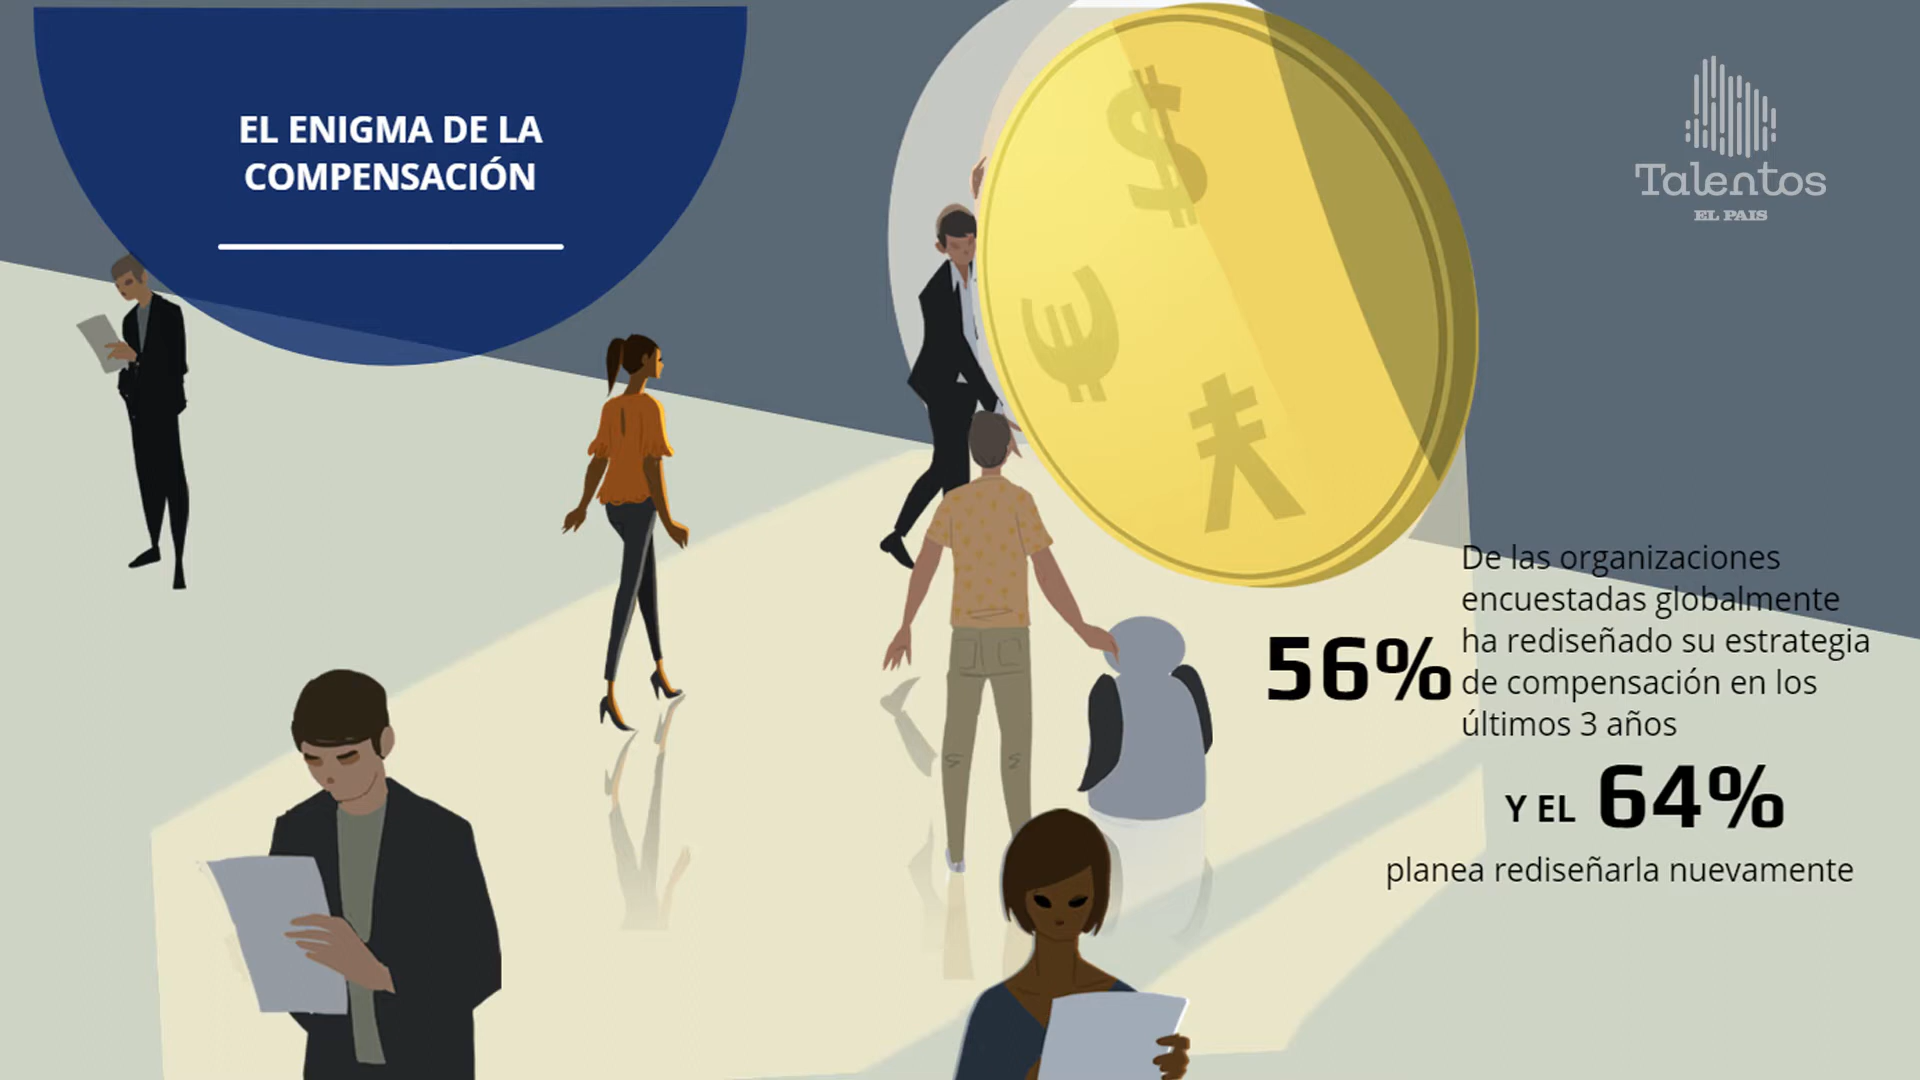 EL ENIGMA DE LA
COMPENSACIÓN
Talentos
EL PAIS
$
€
De las organizaciones
encuestadas globalmente
56% ha rediseñado su estrategia
de compensación en los
últimos 3 años
Y EL 64%
planea rediseñarla nuevamente